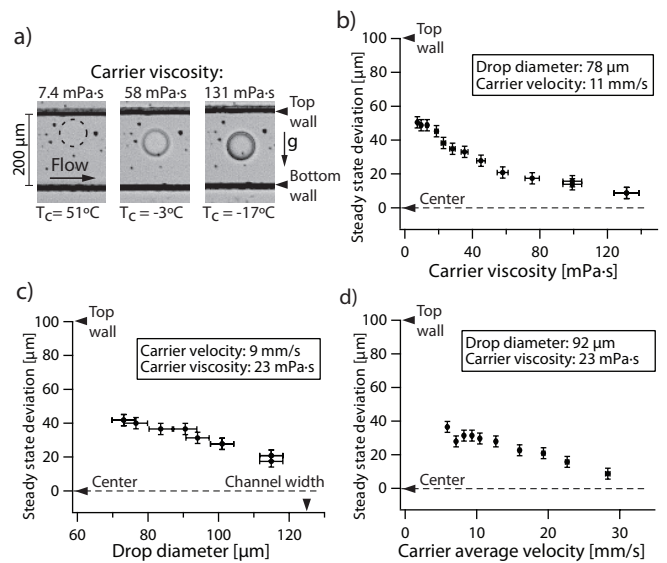 a)
Carrier viscosity:
7.4 mPa·s 58 mPa·s 131 mPa·s
200 µm
Flow
g
Top
wall
Bottom
wall
T_C= 51ºC T_C= -3ºC T_C= -17ºC
b)
Top
wall
Drop diameter: 78 µm
Carrier velocity: 11 mm/s
Steady state deviation [µm]
100
80
60
40
20
0
Center
0 40 80 120
Carrier viscosity [mPa·s]
c)
Top
wall
Carrier velocity: 9 mm/s
Carrier viscosity: 23 mPa·s
Steady state deviation [µm]
100
80
60
40
20
0
Center
Channel width
60 80 100 120
Drop diameter [µm]
d)
Top
wall
Drop diameter: 92 µm
Carrier viscosity: 23 mPa·s
Steady state deviation [µm]
100
80
60
40
20
0
Center
0 10 20 30
Carrier average velocity [mm/s]